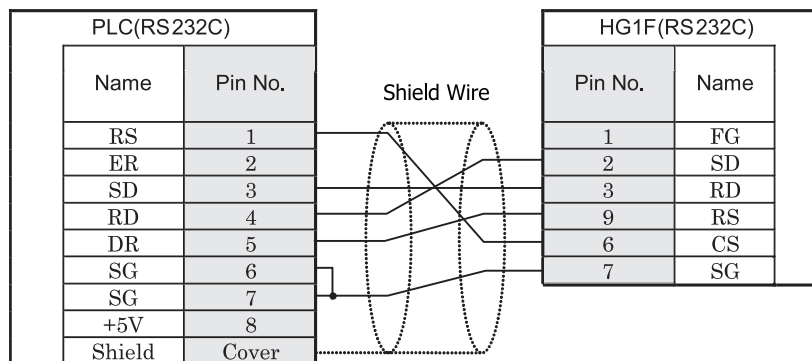 PLC(RS232C)
Name Pin No.
RS 1
ER 2
SD 3
RD 4
DR 5
SG 6
SG 7
+5V 8
Shield Cover
Shield Wire
HG1F(RS232C)
Pin No. Name
1 FG
2 SD
3 RD
9 RS
6 CS
7 SG